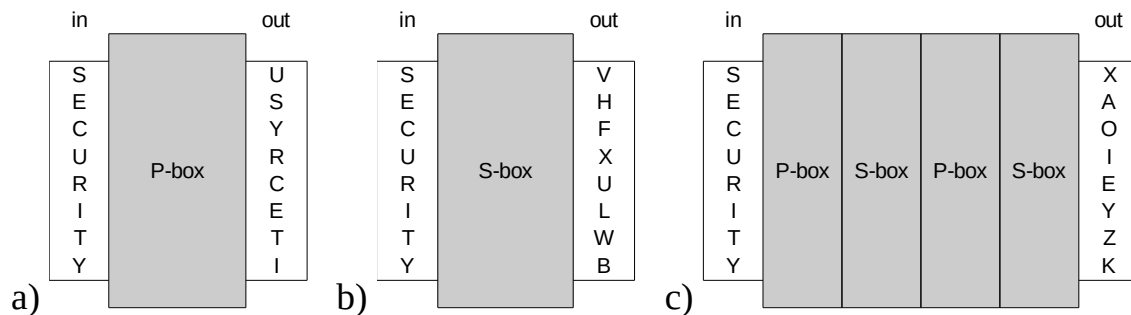 in out
S U
E S
C Y
U P-box R
R C
I E
T T
Y I
a)
in out
S V
E H
C F
U S-box X
R U
I L
T W
Y B
b)
in out
S X
E A
C O
U P-box S-box P-box S-box I
R E
I Y
T Z
Y K
c)